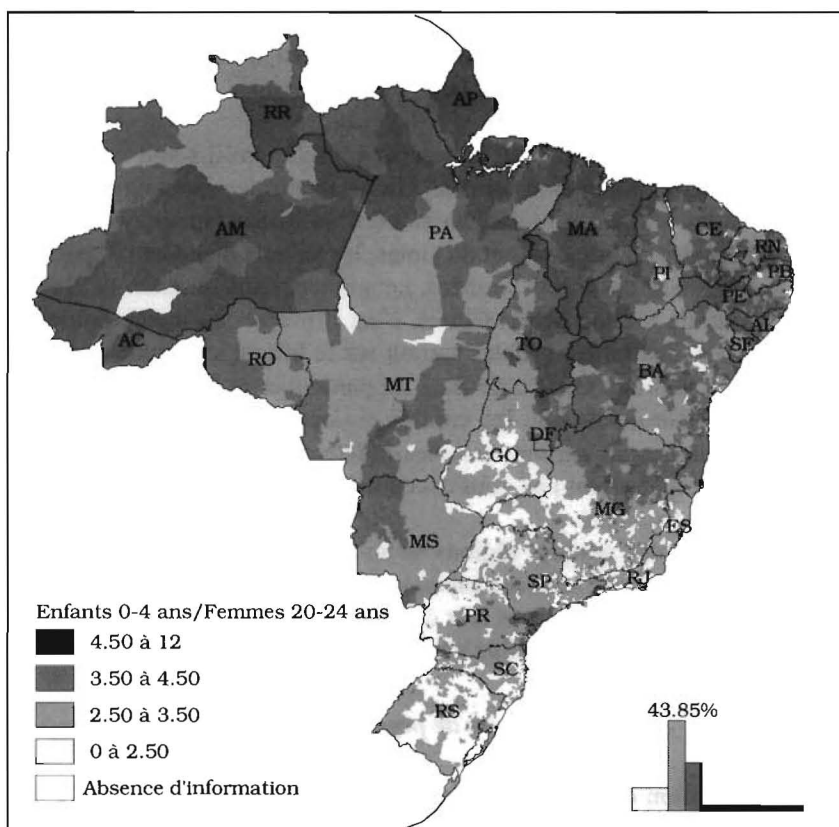 RR
AP
AM
PA
MA
CE
RN
PI
PB
PE
AC
AL
TO
SE
RO
BA
MT
DF
GO
MG
ES
MS
SP
RJ
PR
SC
RS
Enfants 0-4 ans/Femmes 20-24 ans
4.50 à 12
3.50 à 4.50
2.50 à 3.50
0 à 2.50
Absence d'information
43.85%